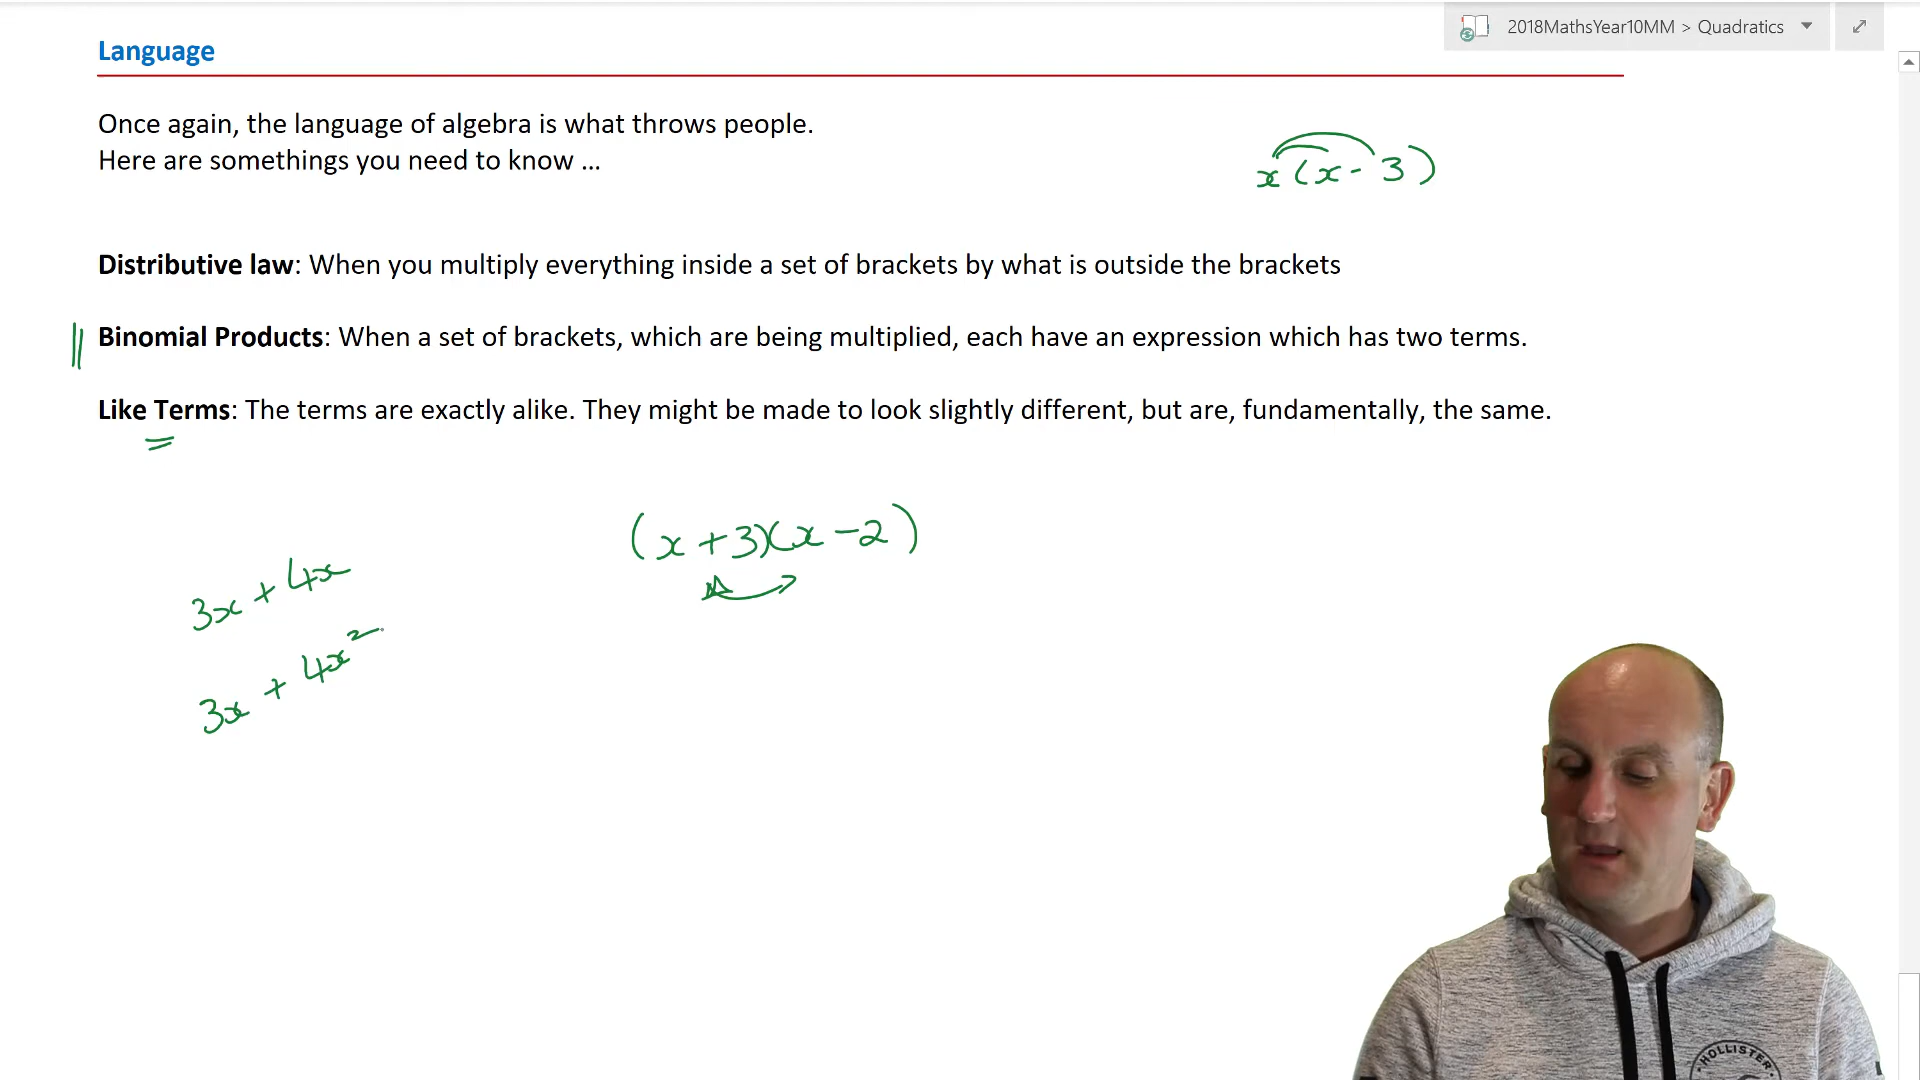 2018MathsYear10MM > Quadratics
Language
Once again, the language of algebra is what throws people.
Here are somethings you need to know ...
x(x - 3)
Distributive law: When you multiply everything inside a set of brackets by what is outside the brackets
Binomial Products: When a set of brackets, which are being multiplied, each have an expression which has two terms.
Like Terms: The terms are exactly alike. They might be made to look slightly different, but are, fundamentally, the same.
(x + 3)(x - 2)
3x + 4x
3x + 4x²
HOLLISTER